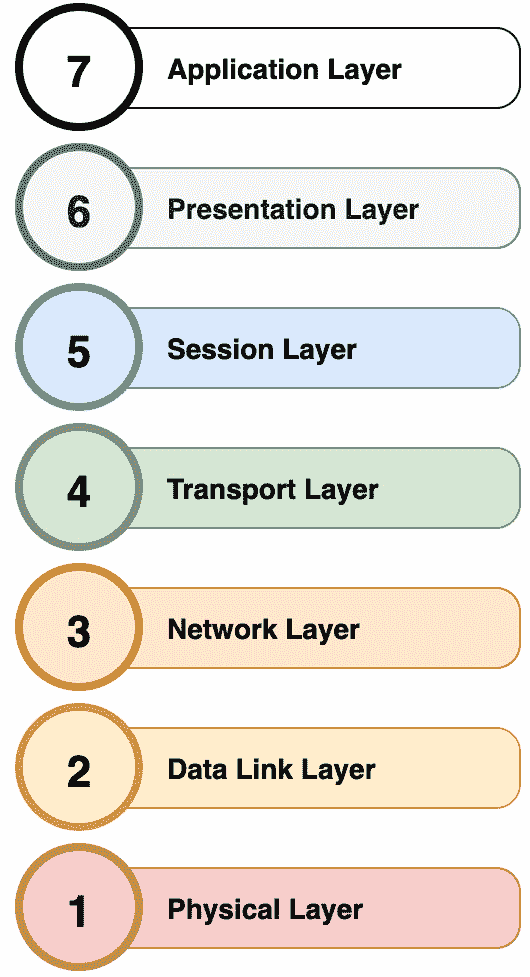 7 Application Layer
6 Presentation Layer
5 Session Layer
4 Transport Layer
3 Network Layer
2 Data Link Layer
1 Physical Layer